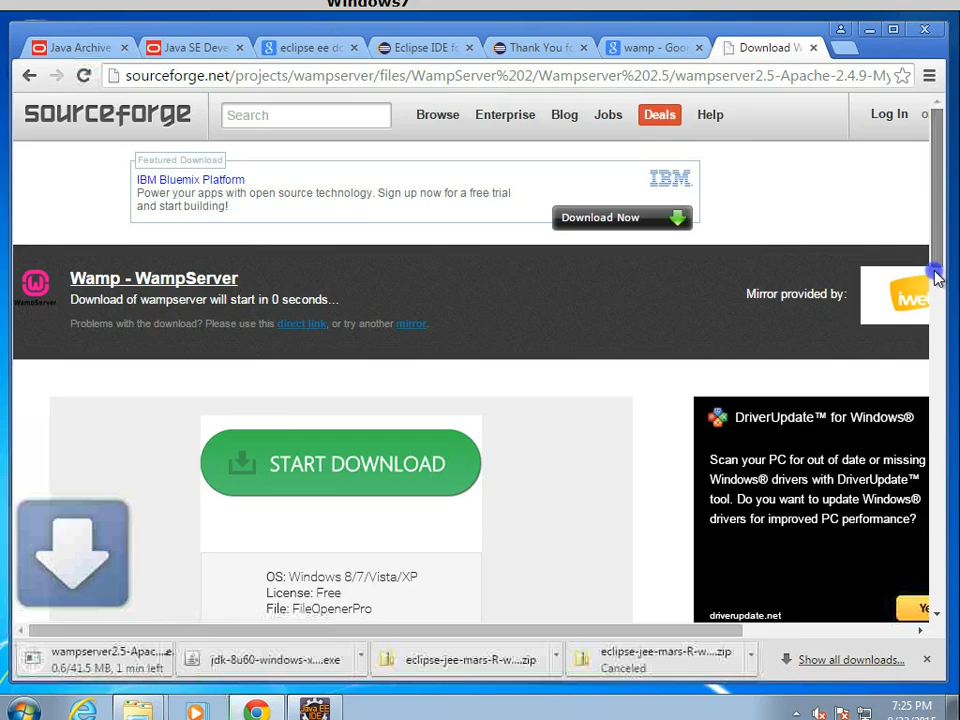 Windows7
Java Archive
Java SE Deve
eclipse ee do
Eclipse IDE fo
Thank You fo
wamp - Goo
Download W
sourceforge.net/projects/wampserver/files/WampServer%202/Wampserver%202.5/wampserver2.5-Apache-2.4.9-My
sourceforge
Search
Browse
Enterprise
Blog
Jobs
Deals
Help
Log In
o
Featured Download
IBM Bluemix Platform
Power your apps with open source technology. Sign up now for a free trial
and start building!
IBM
Download Now
Wamp - WampServer
Download of wampserver will start in 0 seconds...
Problems with the download? Please use this direct link, or try another mirror.
WampServer
Mirror provided by:
iwe
START DOWNLOAD
OS: Windows 8/7/Vista/XP
License: Free
File: FileOpenerPro
DriverUpdate™ for Windows®
Scan your PC for out of date or missing
Windows® drivers with DriverUpdate™
tool. Do you want to update Windows®
drivers for improved PC performance?
driverupdate.net
Ye
wampserver2.5-Apac....e
0.6/41.5 MB, 1 min left
jdk-8u60-windows-x....exe
eclipse-jee-mars-R-w....zip
eclipse-jee-mars-R-w....zip
Canceled
Show all downloads...
Java EE
IDE
7:25 PM